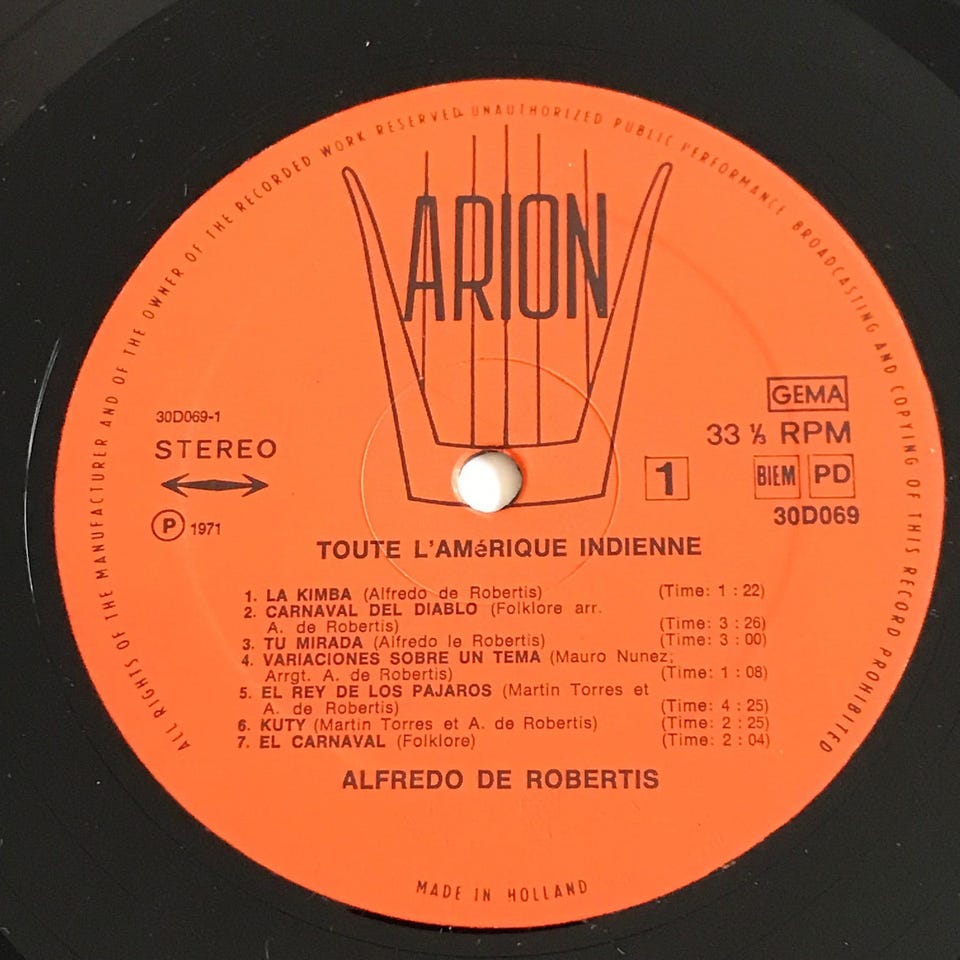 ALL RIGHTS OF THE MANUFACTURER AND OF THE OWNER OF THE RECORDED WORK RESERVED UNAUTHORIZED PUBLIC PERFORMANCE BROADCASTING AND COPYING OF THIS RECORD PROHIBITED
ARION
GEMA
30D069-1
33 ⅓ RPM
STEREO
1
BIEM PD
30D069
P 1971
TOUTE L'AMéRIQUE INDIENNE
1. LA KIMBA (Alfredo de Robertis) (Time: 1 : 22)
2. CARNAVAL DEL DIABLO (Folklore arr.
A. de Robertis) (Time: 3 : 26)
3. TU MIRADA (Alfredo le Robertis) (Time: 3 : 00)
4. VARIACIONES SOBRE UN TEMA (Mauro Nunez;
Arrgt. A. de Robertis) (Time: 1 : 08)
5. EL REY DE LOS PAJAROS (Martin Torres et
A. de Robertis) (Time: 4 : 25)
6. KUTY (Martin Torres et A. de Robertis) (Time: 2 : 25)
7. EL CARNAVAL (Folklore) (Time: 2 : 04)
ALFREDO DE ROBERTIS
MADE IN HOLLAND